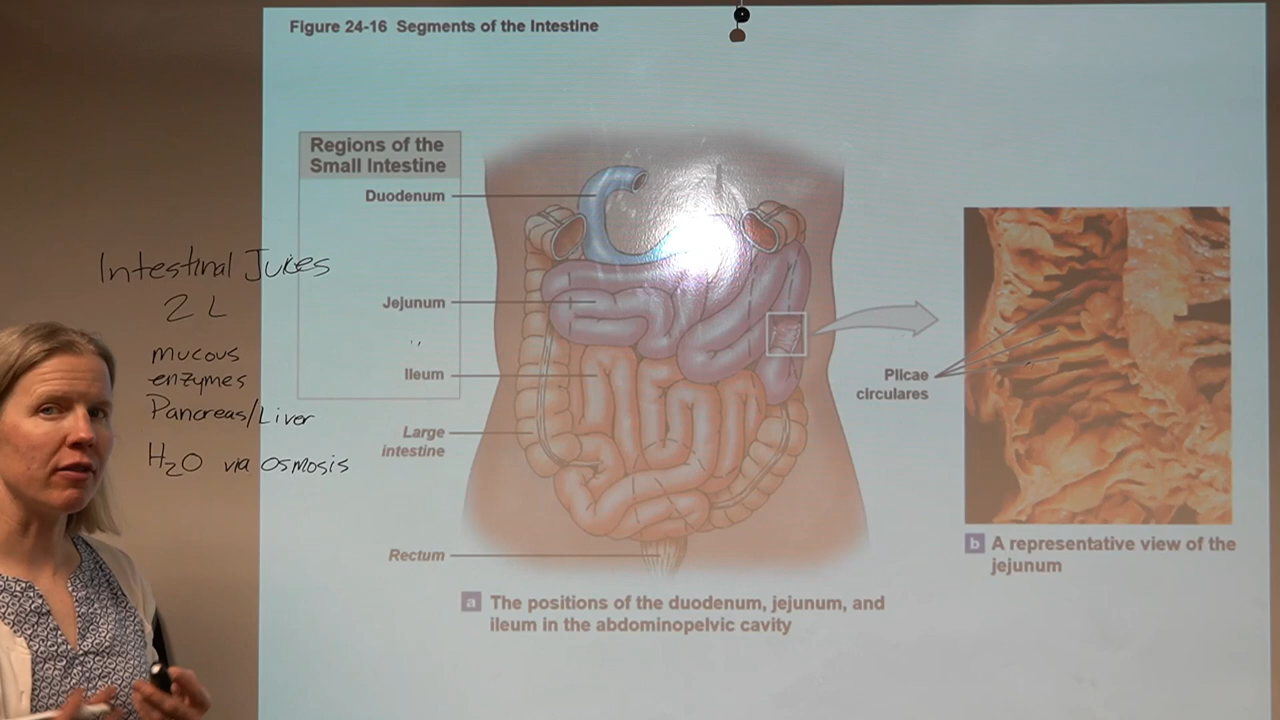 Figure 24-16 Segments of the Intestine
Regions of the
Small Intestine
Duodenum
Jejunum
Ileum
Large
intestine
Rectum
Plicae
circulares
a The positions of the duodenum, jejunum, and
ileum in the abdominopelvic cavity
b A representative view of the
jejunum
Intestinal Juices
2 L
mucous
enzymes
Pancreas/Liver
H2O via osmosis